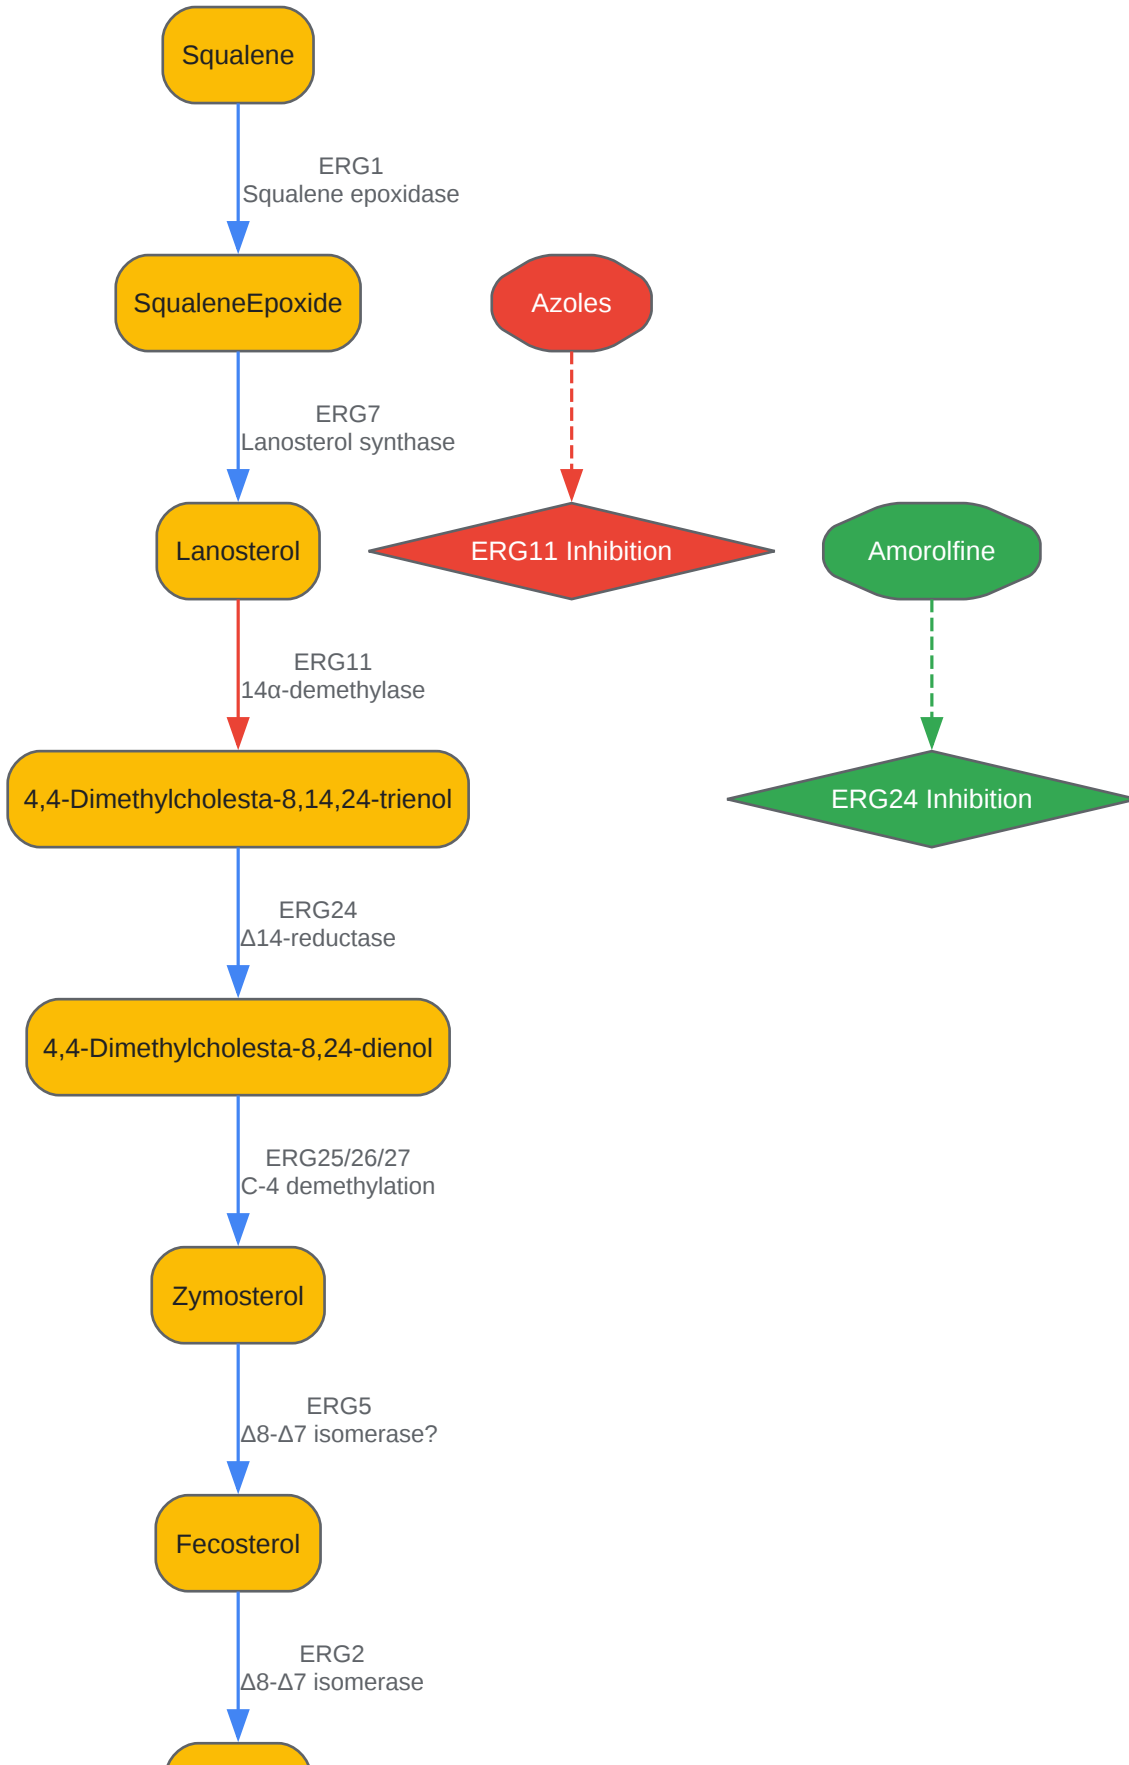 Squalene
ERG1
Squalene epoxidase
SqualeneEpoxide
Azoles
ERG7
Lanosterol synthase
Lanosterol
ERG11 Inhibition
Amorolfine
ERG11
14α-demethylase
4,4-Dimethylcholesta-8,14,24-trienol
ERG24 Inhibition
ERG24
Δ14-reductase
4,4-Dimethylcholesta-8,24-dienol
ERG25/26/27
C-4 demethylation
Zymosterol
ERG5
Δ8-Δ7 isomerase?
Fecosterol
ERG2
Δ8-Δ7 isomerase